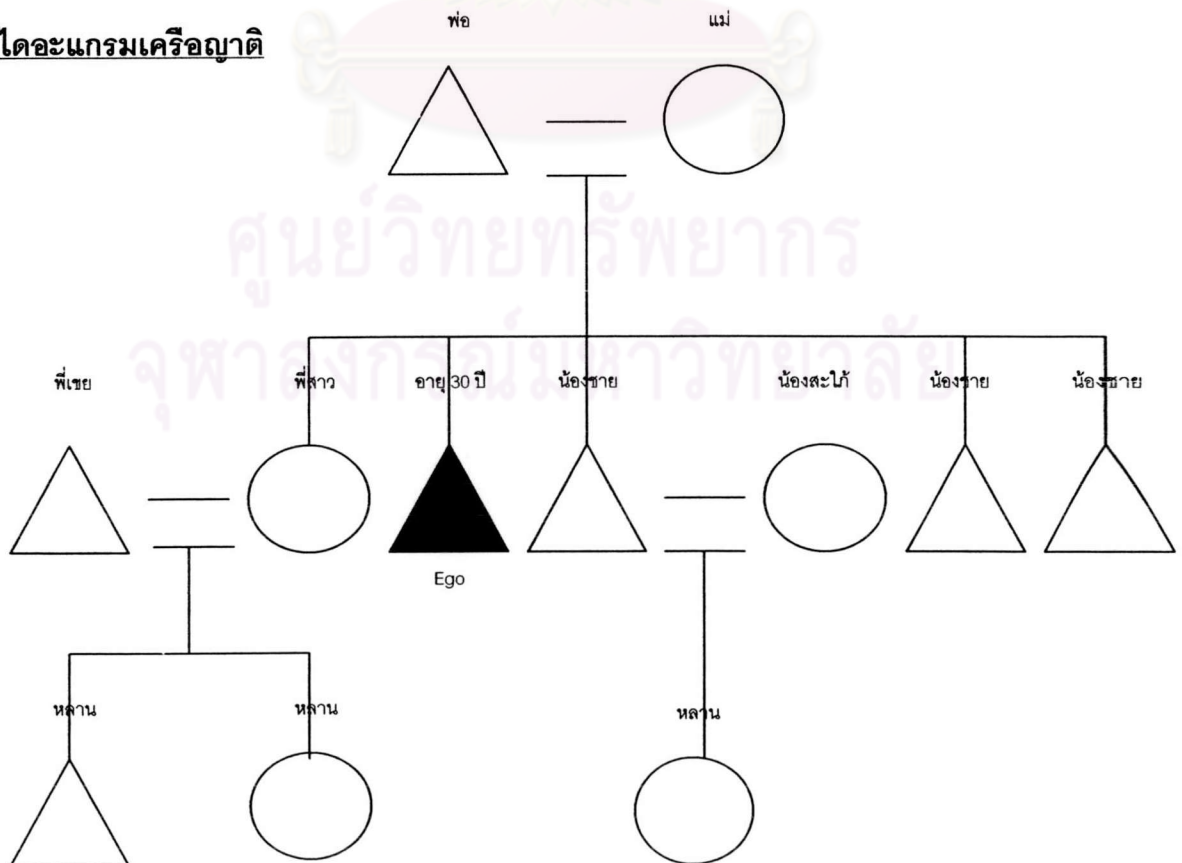 พ่อ แม่
ไดอะแกรมเครือญาติ
ศูนย์วิทยทรัพยากร
จุฬาลงกรณ์มหาวิทยาลัย
พี่เขย พี่สาว อายุ 30 ปี น้องชาย น้องสะใภ้ น้องชาย น้องชาย
Ego
หลาน หลาน หลาน